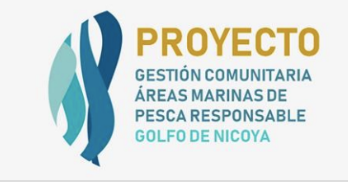 PROYECTO
GESTIÓN COMUNITARIA
ÁREAS MARINAS DE
PESCA RESPONSABLE
GOLFO DE NICOYA